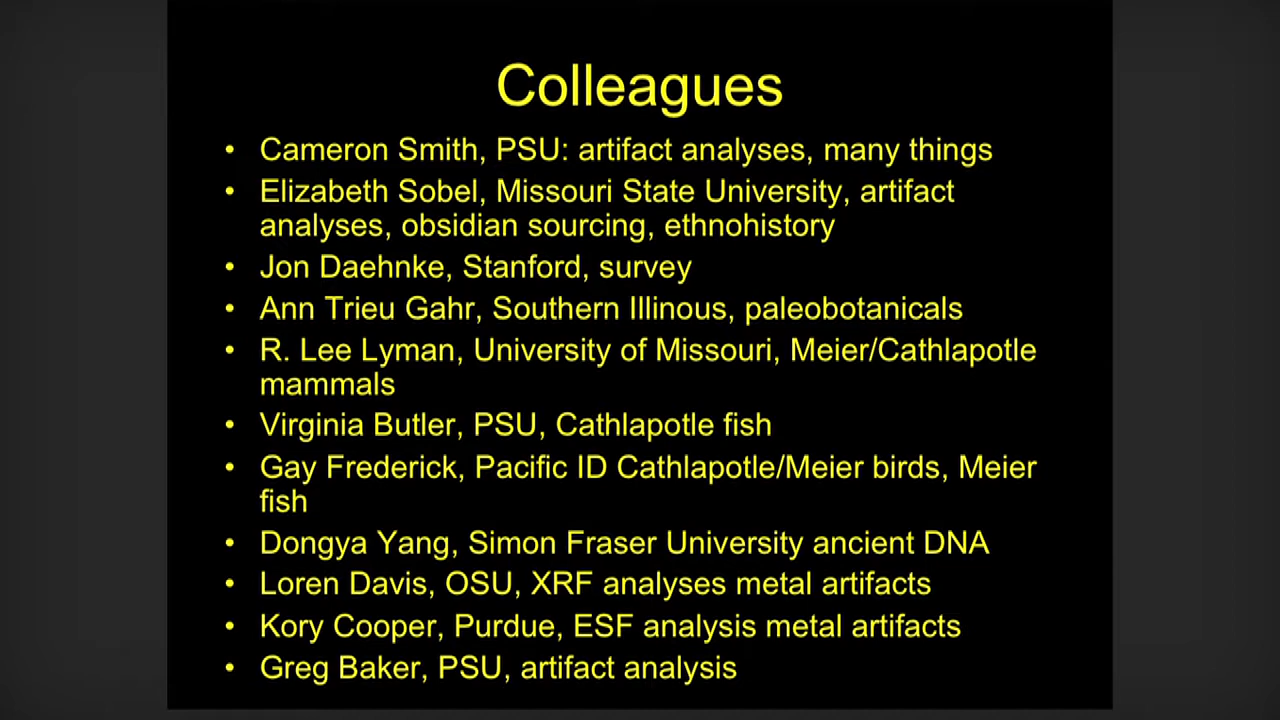 Colleagues
• Cameron Smith, PSU: artifact analyses, many things
• Elizabeth Sobel, Missouri State University, artifact
analyses, obsidian sourcing, ethnohistory
• Jon Daehnke, Stanford, survey
• Ann Trieu Gahr, Southern Illinous, paleobotanicals
• R. Lee Lyman, University of Missouri, Meier/Cathlapotle
mammals
• Virginia Butler, PSU, Cathlapotle fish
• Gay Frederick, Pacific ID Cathlapotle/Meier birds, Meier
fish
• Dongya Yang, Simon Fraser University ancient DNA
• Loren Davis, OSU, XRF analyses metal artifacts
• Kory Cooper, Purdue, ESF analysis metal artifacts
• Greg Baker, PSU, artifact analysis